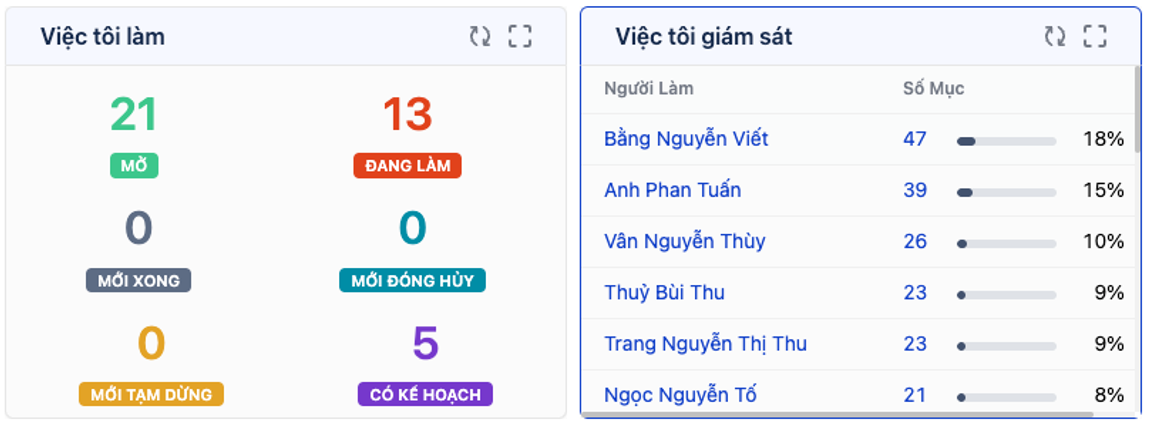 Việc tôi làm
21
13
MỞ
ĐANG LÀM
0
0
MỚI XONG
MỚI ĐÓNG HỦY
0
5
MỚI TẠM DỪNG
CÓ KẾ HOẠCH
Việc tôi giám sát
Người Làm Số Mục
Bằng Nguyễn Viết 47 18%
Anh Phan Tuấn 39 15%
Vân Nguyễn Thùy 26 10%
Thuỷ Bùi Thu 23 9%
Trang Nguyễn Thị Thu 23 9%
Ngọc Nguyễn Tố 21 8%